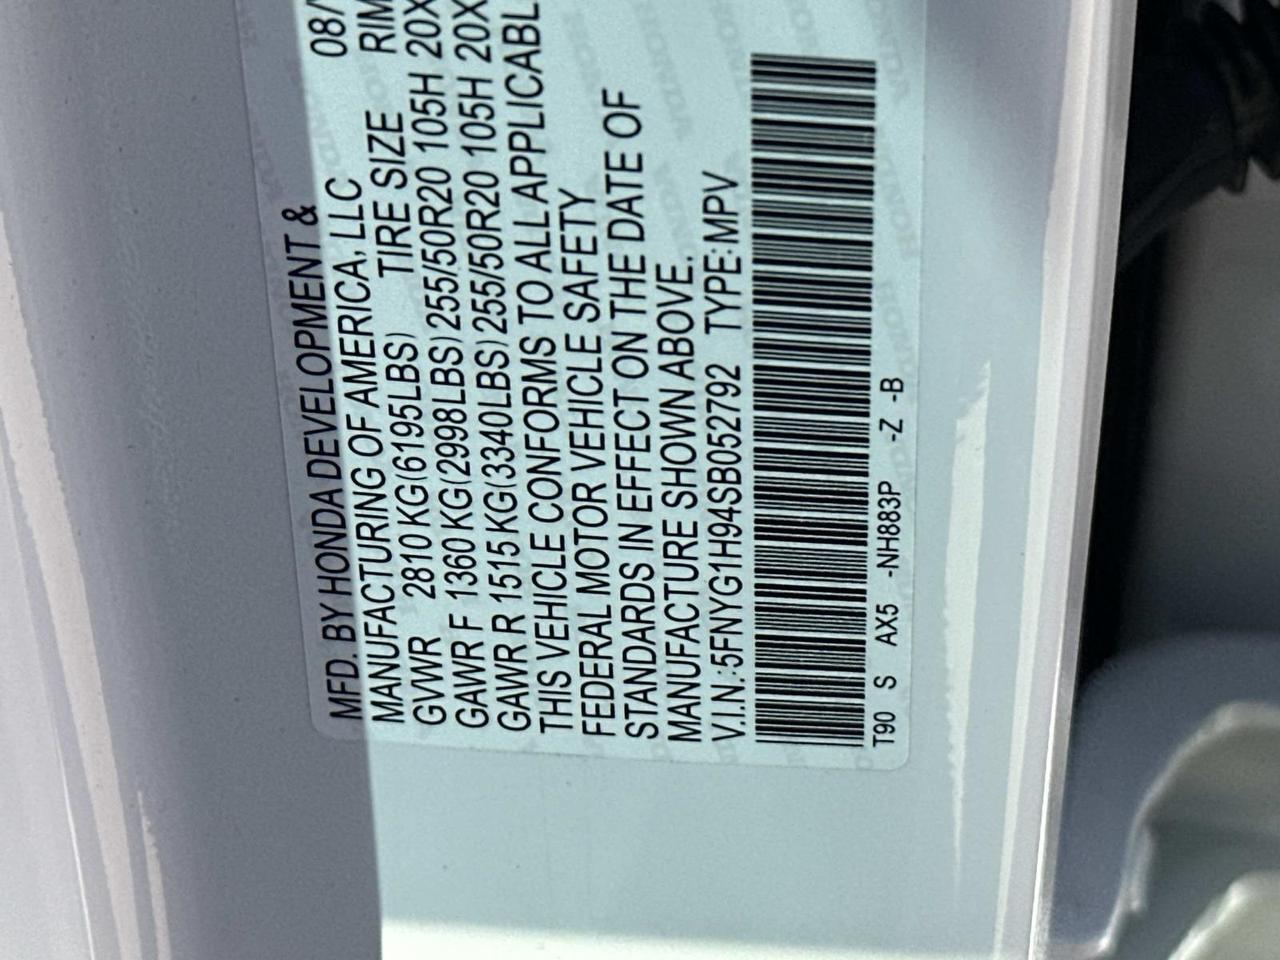 MFD. BY HONDA DEVELOPMENT &
MANUFACTURING OF AMERICA, LLC 08/
GVWR 2810 KG(6195LBS) TIRE SIZE RIM
GAWR F 1360 KG(2998LBS) 255/50R20 105H 20X
GAWR R 1515 KG(3340LBS) 255/50R20 105H 20X
THIS VEHICLE CONFORMS TO ALL APPLICABL
FEDERAL MOTOR VEHICLE SAFETY
STANDARDS IN EFFECT ON THE DATE OF
MANUFACTURE SHOWN ABOVE.
V.I.N.:5FNYG1H94SB052792 TYPE:MPV
T90 S AX5 -NH883P -Z -B